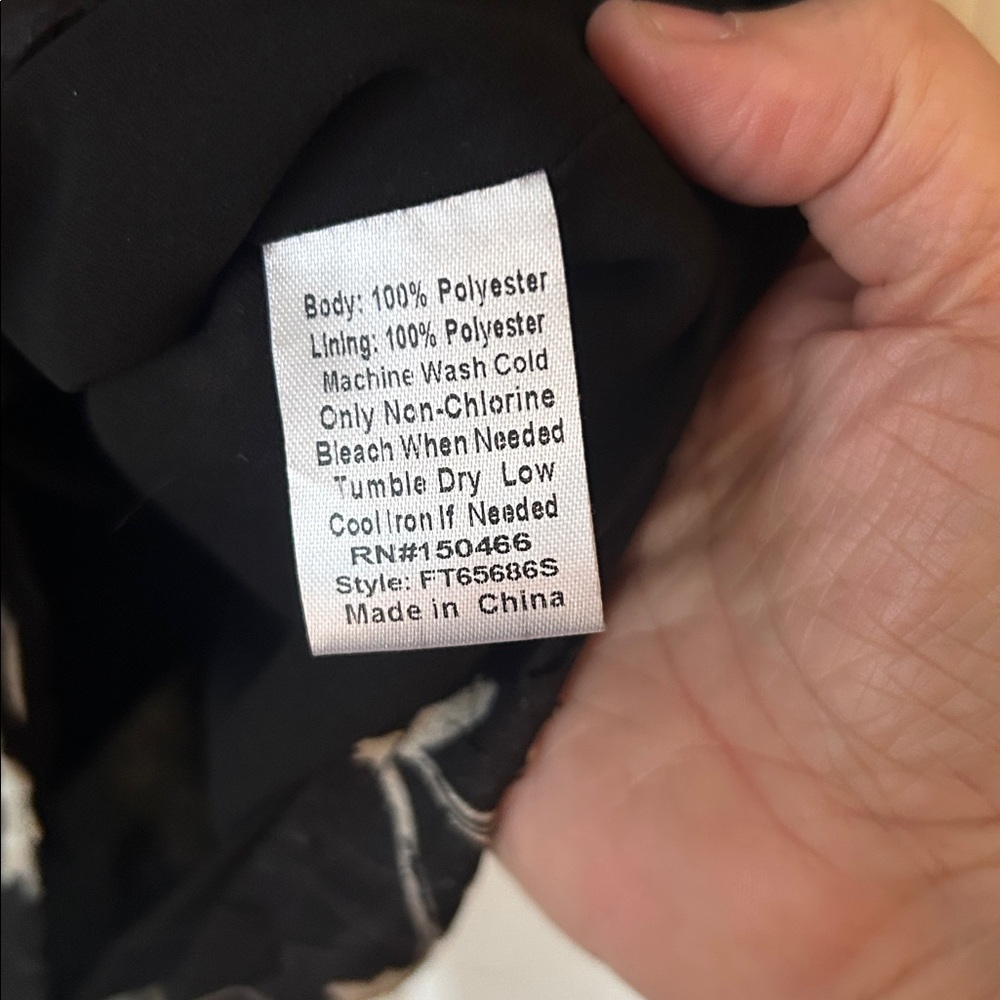 Body: 100% Polyester
Lining: 100% Polyester
Machine Wash Cold
Only Non-Chlorine
Bleach When Needed
Tumble Dry Low
Cool Iron If Needed
RN#150466
Style: FT65686S
Made in China